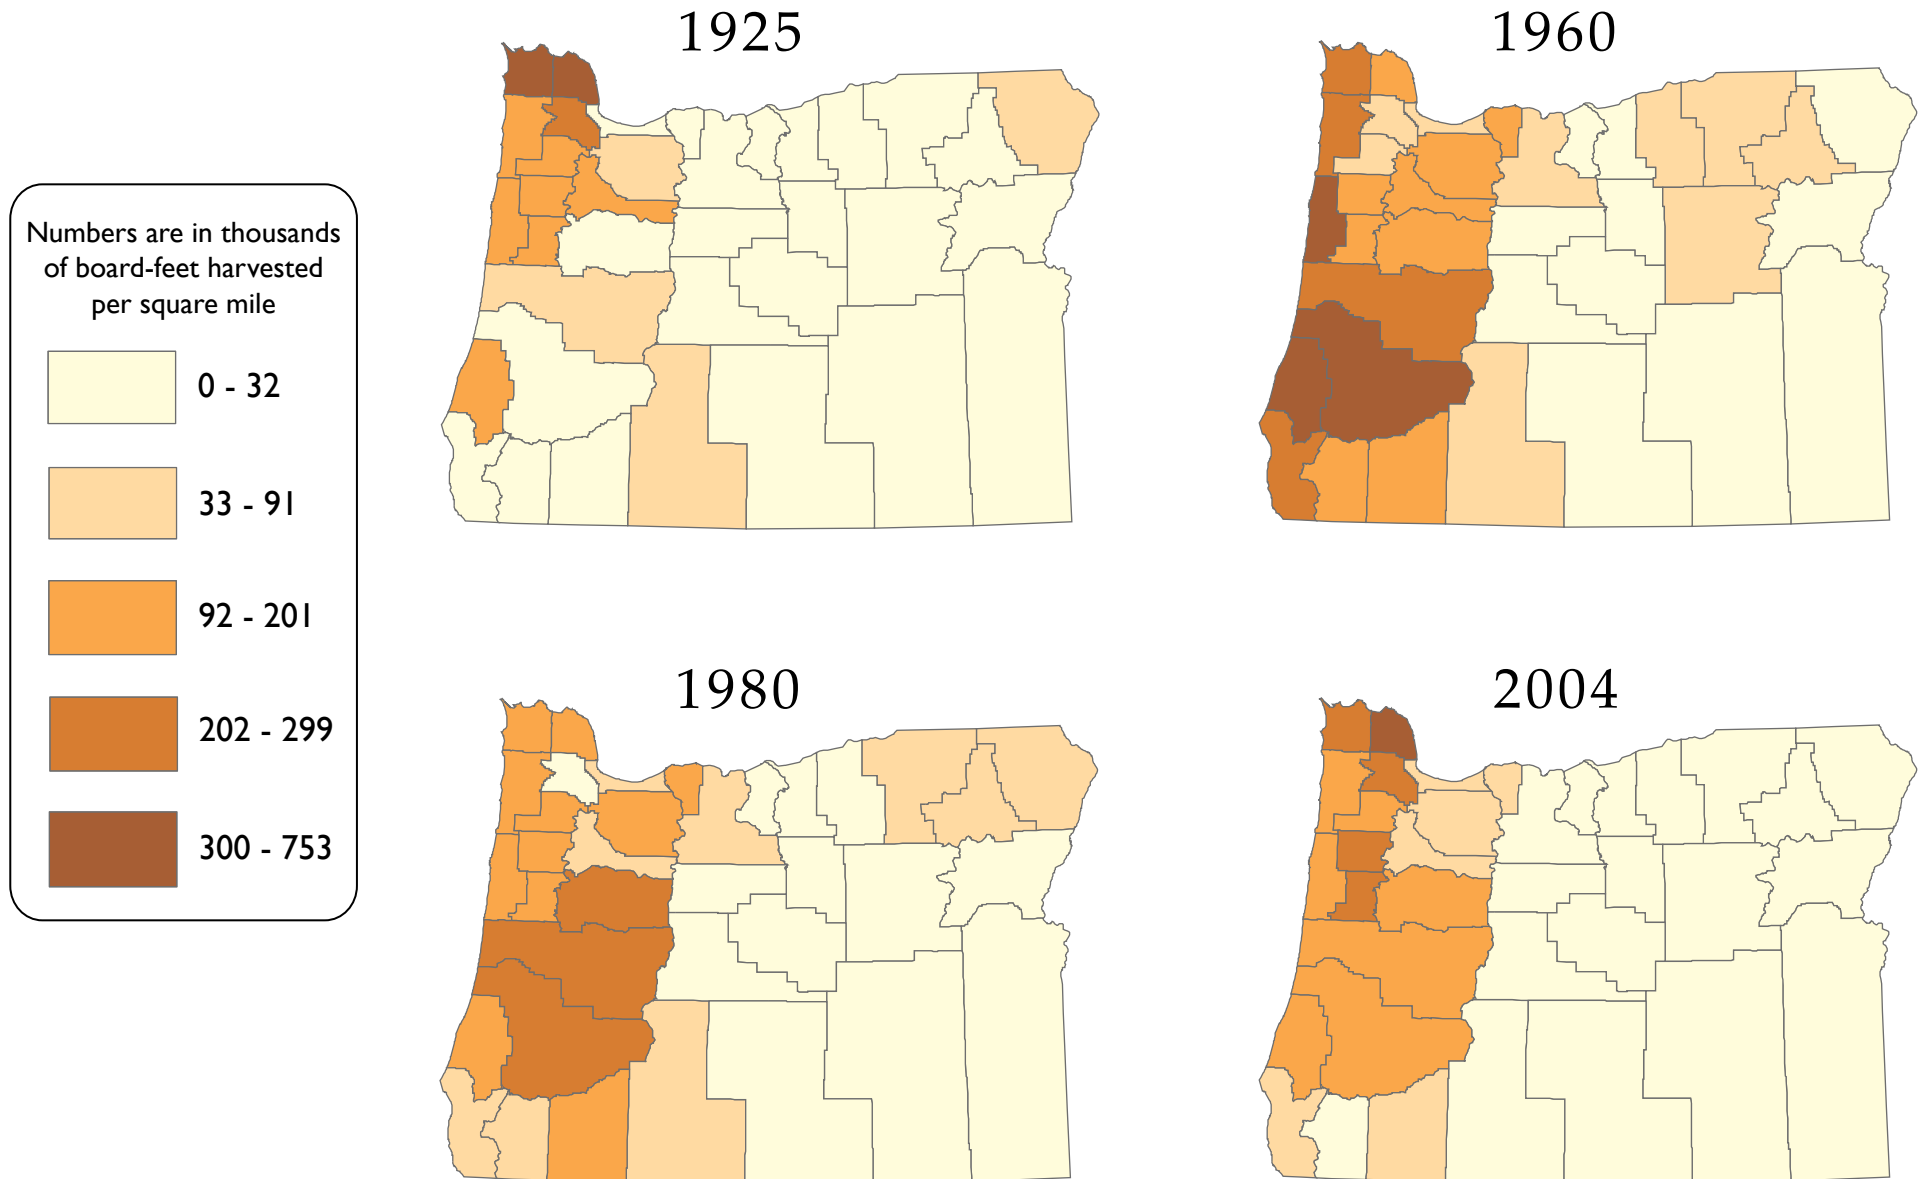 1925
1960
Numbers are in thousands
of board-feet harvested
per square mile
0 - 32
33 - 91
92 - 201
202 - 299
300 - 753
1980
2004